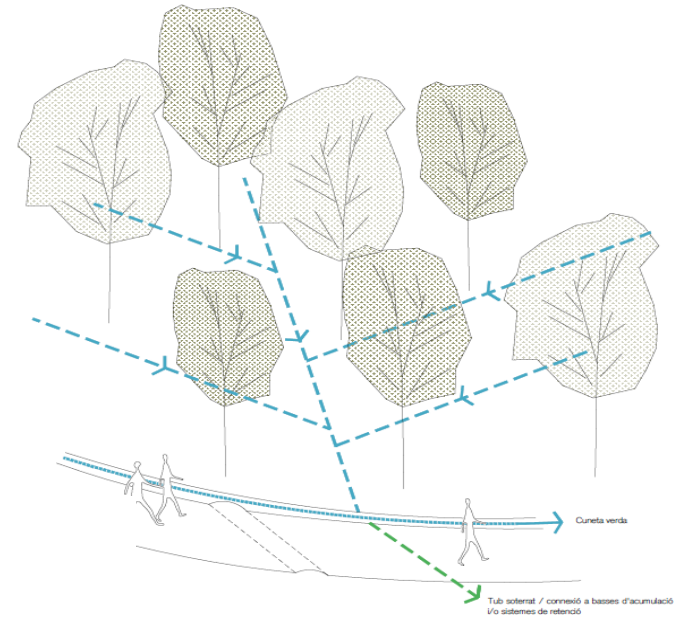 Cuneta verda
Tub soterrat / connexió a basses d'acumulació
i/o sistemes de retenció